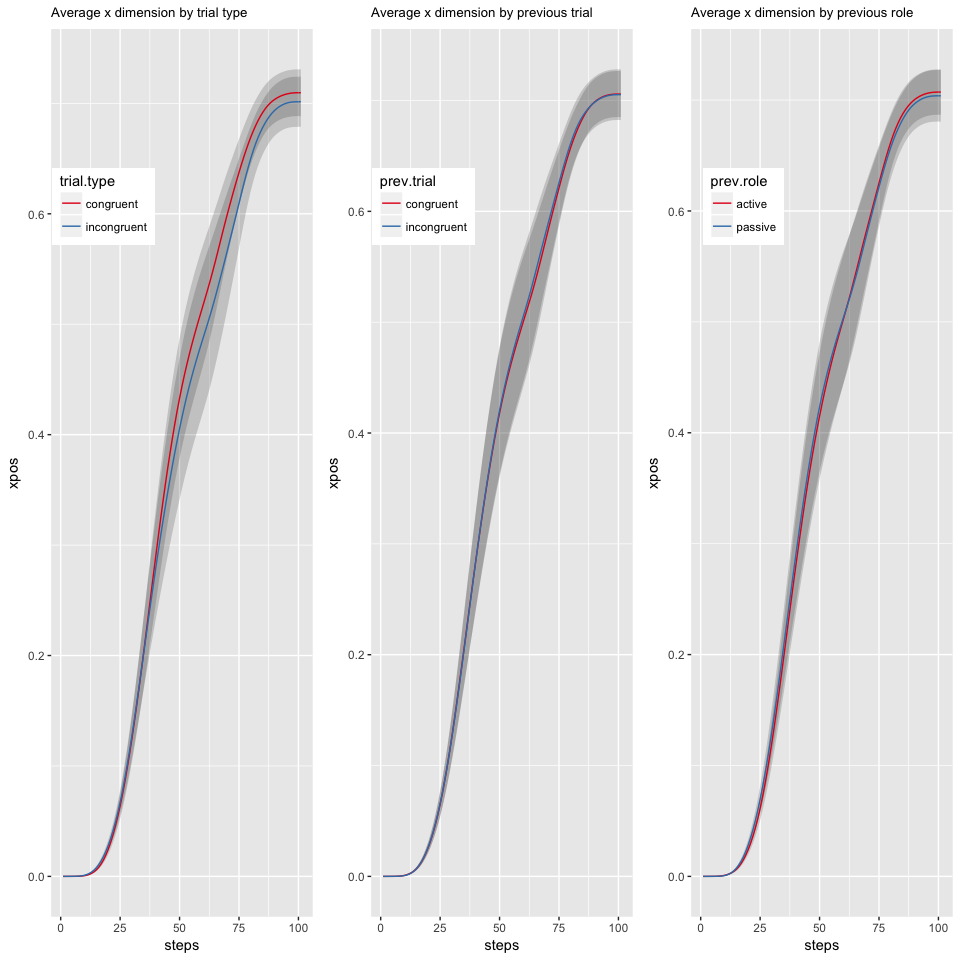 Average x dimension by trial type
xpos
0.6
0.4
0.2
0.0
trial.type
congruent
incongruent
0 25 50 75 100
steps
Average x dimension by previous trial
xpos
0.6
0.4
0.2
0.0
prev.trial
congruent
incongruent
0 25 50 75 100
steps
Average x dimension by previous role
xpos
0.6
0.4
0.2
0.0
prev.role
active
passive
0 25 50 75 100
steps